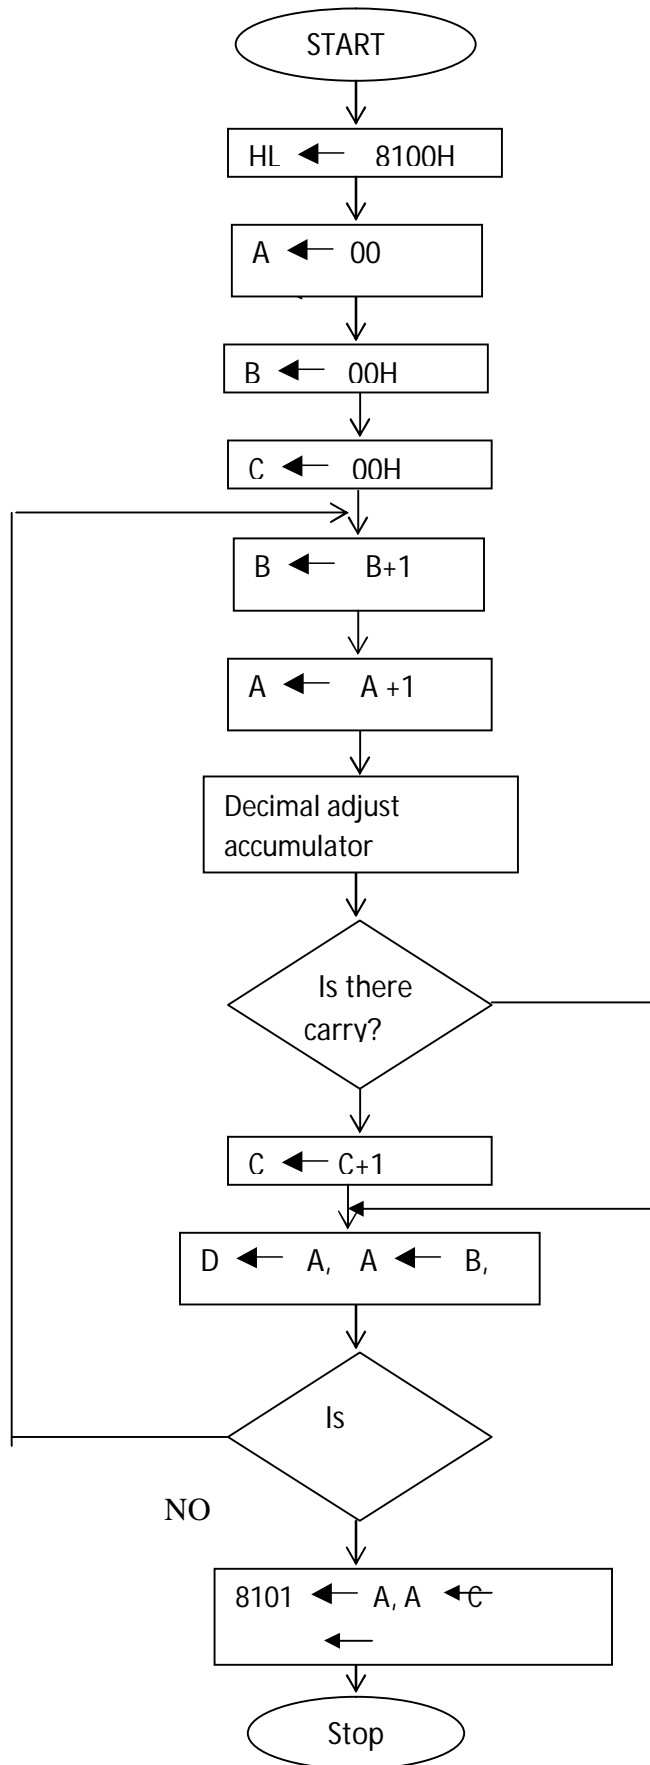 START
HL 8100H
A 00
B 00H
C 00H
B B+1
A A +1
Decimal adjust
accumulator
Is there
carry?
C C+1
D A, A B,
Is
NO
8101 A, A C
Stop